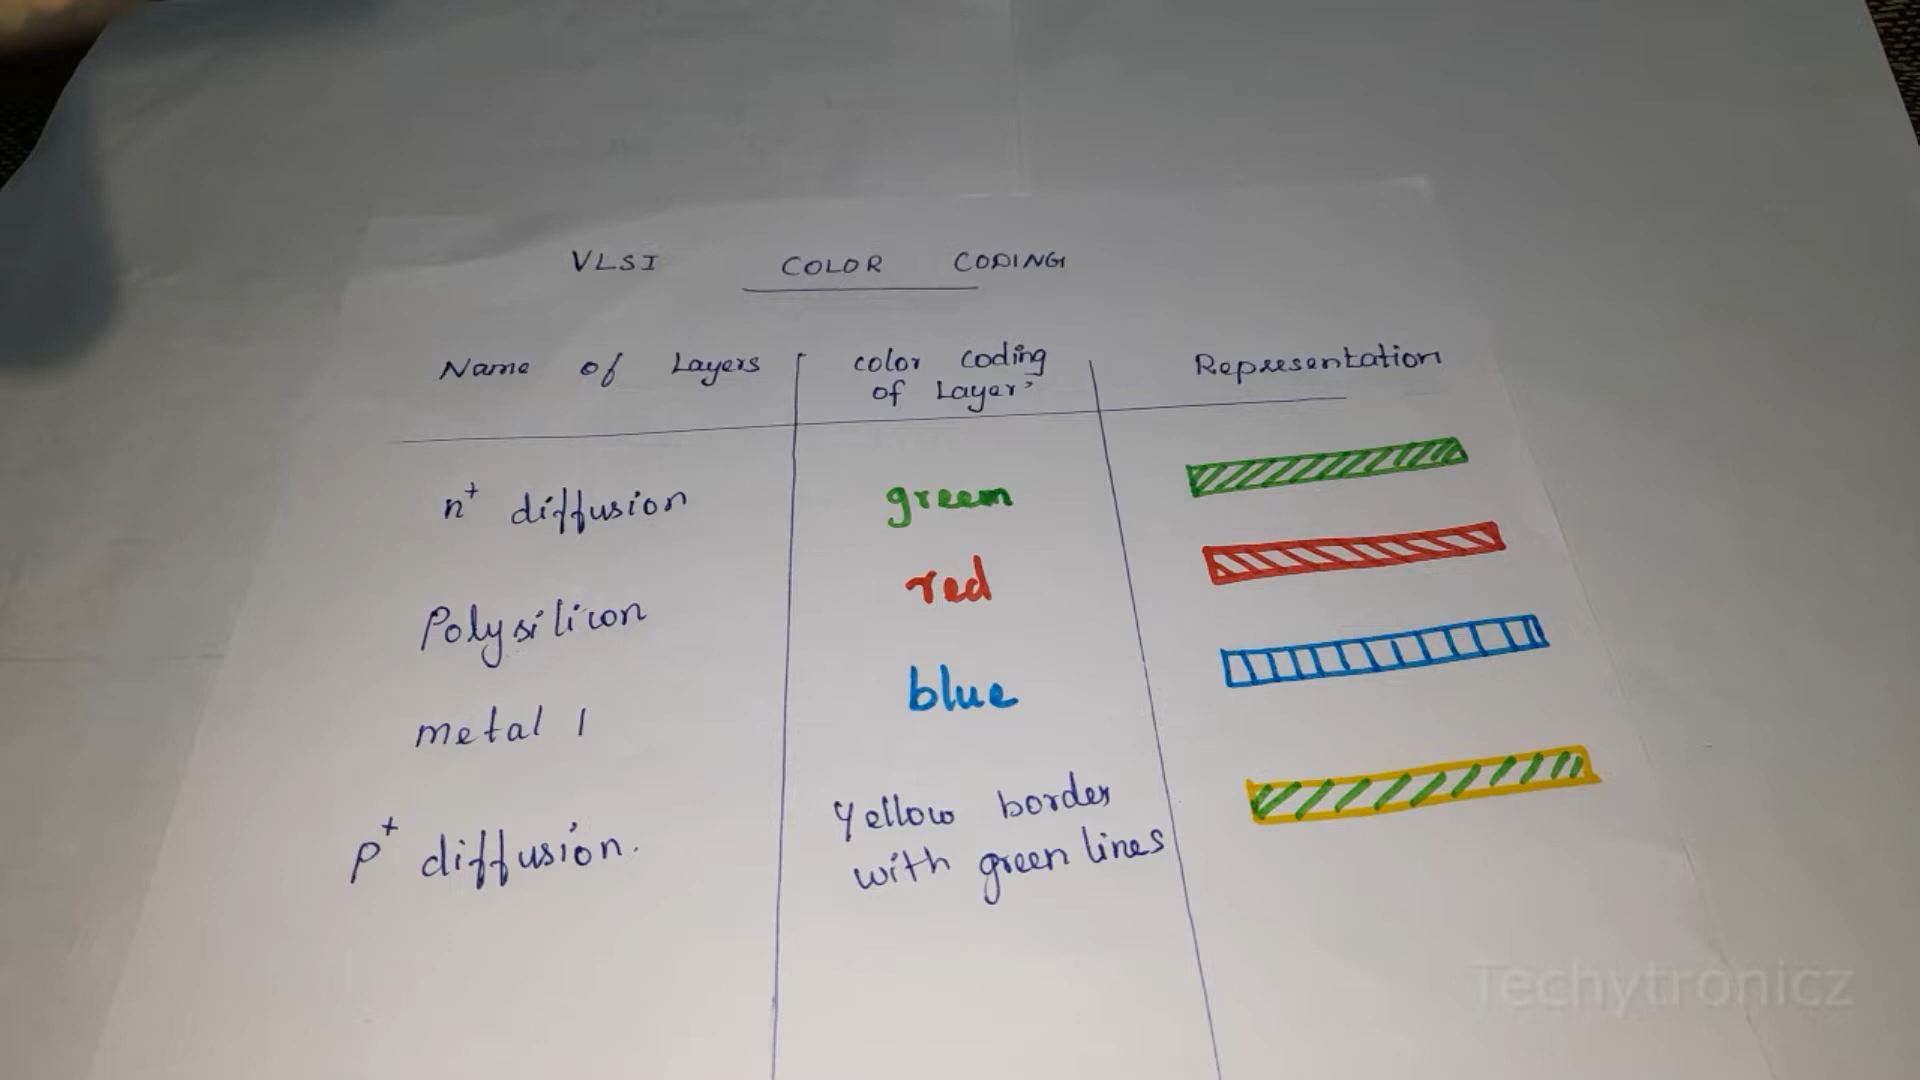 VLSI COLOR CODING
Name of Layers
color coding
of Layer'
Representation
n+ diffusion
green
Polysilicon
red
metal 1
blue
p+ diffusion.
Yellow border
with green lines
Techytronicz